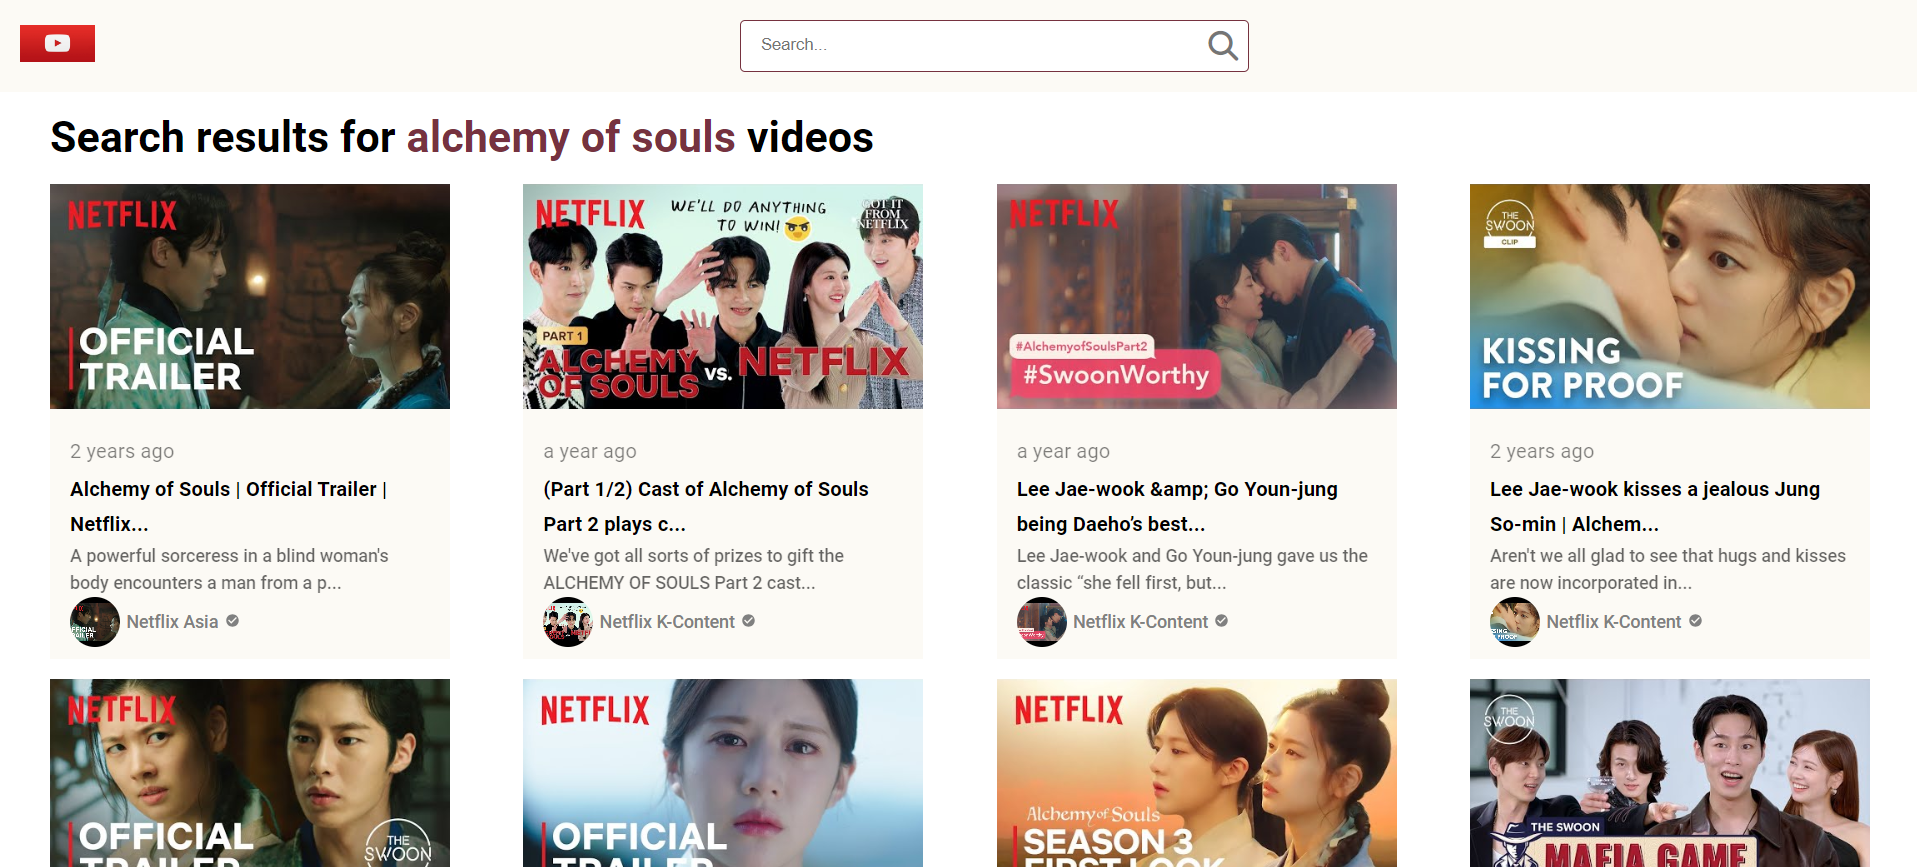 Search...
Search results for alchemy of souls videos
NETFLIX
OFFICIAL
TRAILER
2 years ago
Alchemy of Souls | Official Trailer |
Netflix...
A powerful sorceress in a blind woman's
body encounters a man from a p...
Netflix Asia
NETFLIX
WE'LL DO ANYTHING
TO WIN!
GOT IT
FROM
NETFLIX
PART 1
ALCHEMY
OF SOULS VS. NETFLIX
a year ago
(Part 1/2) Cast of Alchemy of Souls
Part 2 plays c...
We've got all sorts of prizes to gift the
ALCHEMY OF SOULS Part 2 cast...
Netflix K-Content
NETFLIX
#AlchemyofSoulsPart2
#SwoonWorthy
a year ago
Lee Jae-wook &amp; Go Youn-jung
being Daeho’s best...
Lee Jae-wook and Go Youn-jung gave us the
classic “she fell first, but...
Netflix K-Content
THE
SWOON
CLIP
KISSING
FOR PROOF
2 years ago
Lee Jae-wook kisses a jealous Jung
So-min | Alchem...
Aren't we all glad to see that hugs and kisses
are now incorporated in...
Netflix K-Content
NETFLIX
OFFICIAL
TRAILER
THE
SWOON
NETFLIX
OFFICIAL
TRAILER
NETFLIX
Alchemy of Souls
SEASON 3
FIRST LOOK
THE
SWOON
THE SWOON
MAFIA GAME